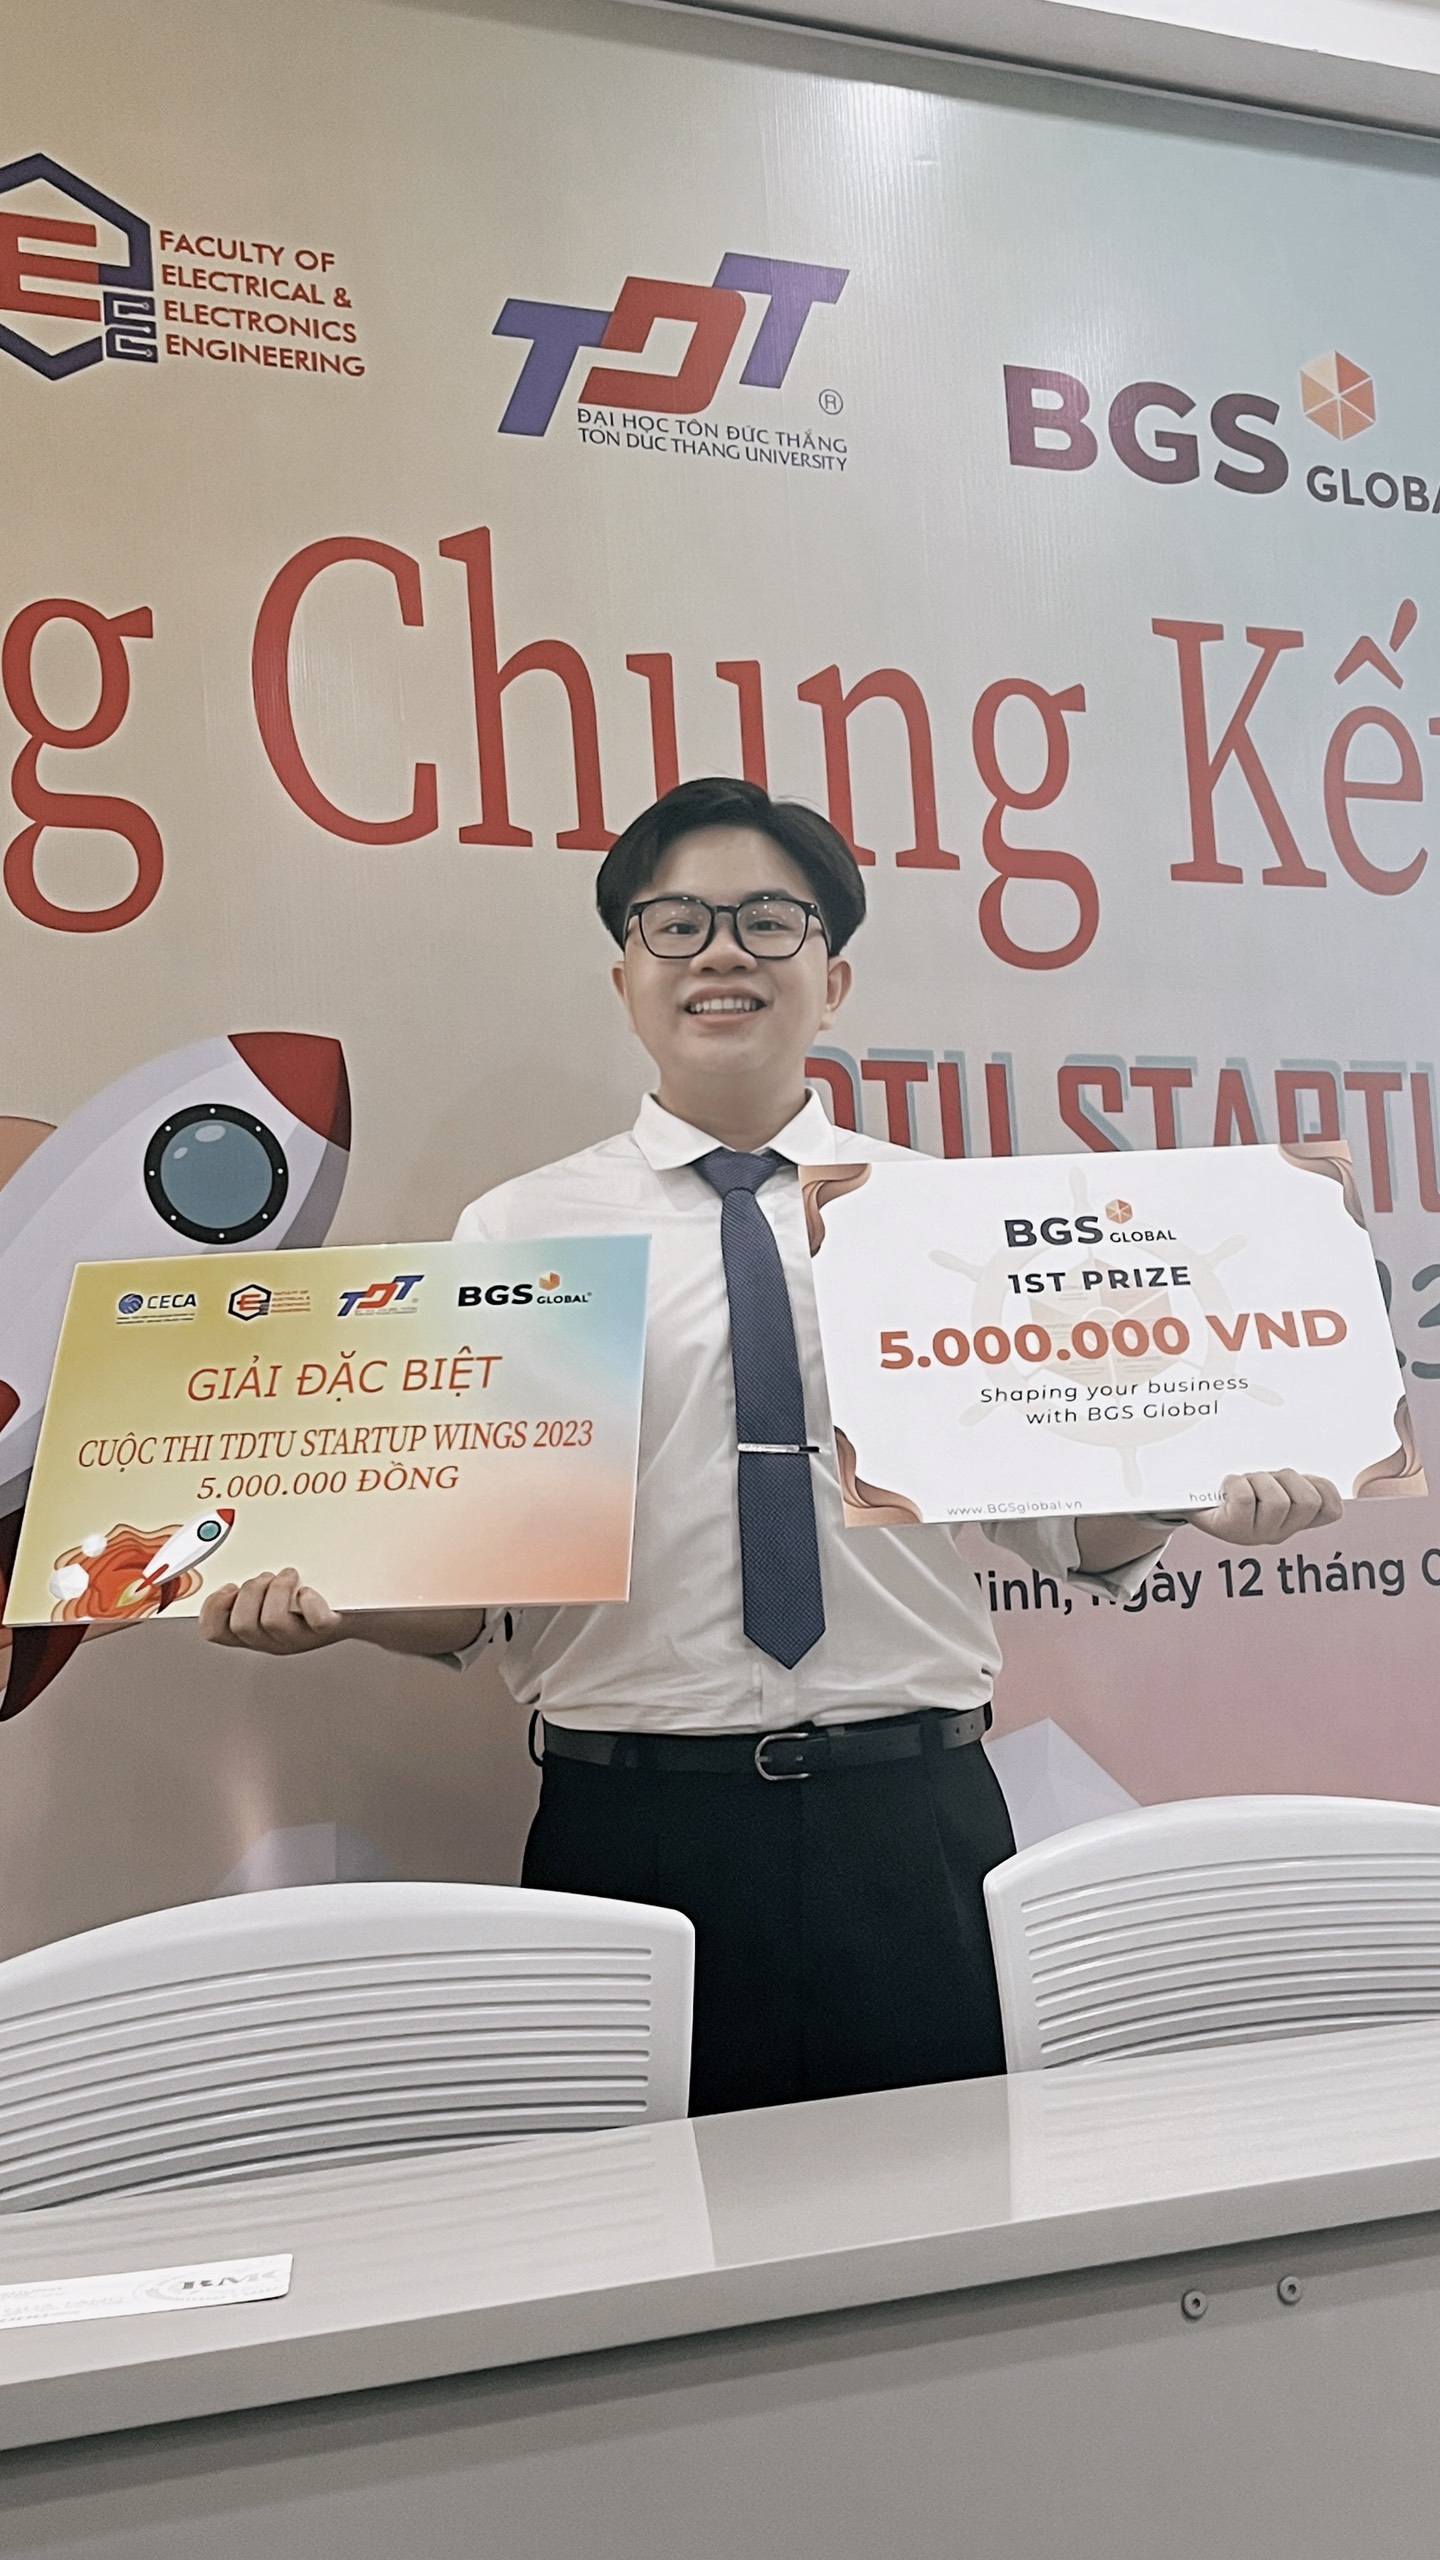 FACULTY OF
ELECTRICAL &
ELECTRONICS
ENGINEERING
TDT
®
ĐẠI HỌC TÔN ĐỨC THẮNG
TON DUC THANG UNIVERSITY
BGS
GLOBA
g Chung Kế
TDTU STARTU
CECA
TDT
BGS GLOBAL
GIẢI ĐẶC BIỆT
CUỘC THI TDTU STARTUP WINGS 2023
5.000.000 ĐỒNG
BGS GLOBAL
1ST PRIZE
5.000.000 VND
Shaping your business
with BGS Global
www.BGSglobal.vn
inh, ngày 12 tháng 0